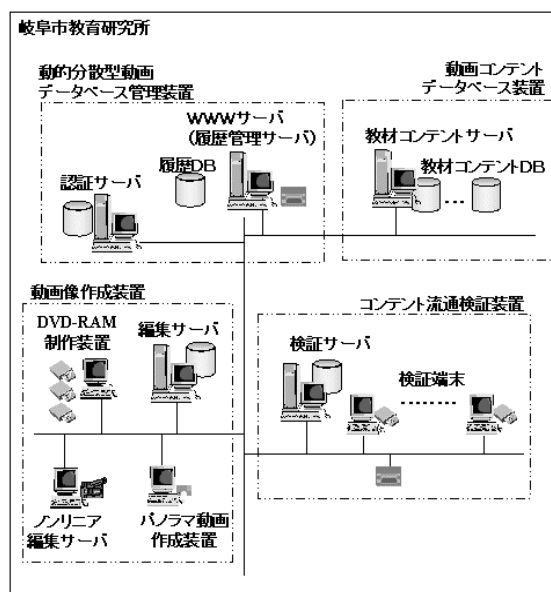 岐阜市教育研究所
動的分散型動画
データベース管理装置
WWWサーバ
(履歴管理サーバ)
履歴DB
認証サーバ
動画コンテント
データベース装置
教材コンテントサーバ
教材コンテントDB
動画像作成装置
DVD-RAM
制作装置
編集サーバ
ノンリニア
編集サーバ
パノラマ動画
作成装置
コンテント流通検証装置
検証サーバ
検証端末